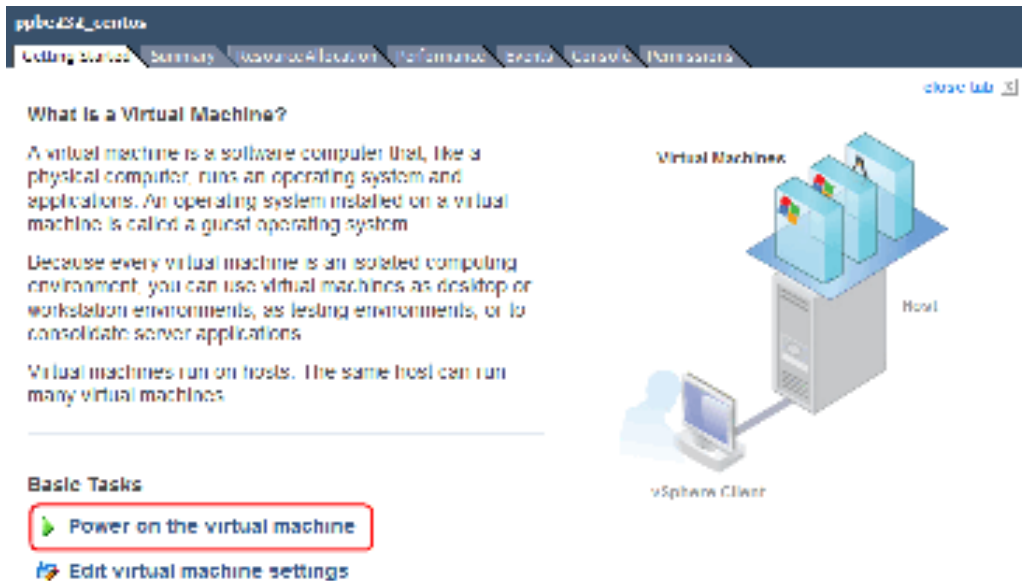 ppbe232_centos
Getting Started Summary Resource Allocation Performance Events Console Permissions
close tab
What is a Virtual Machine?
A virtual machine is a software computer that, like a
physical computer, runs an operating system and
applications. An operating system installed on a virtual
machine is called a guest operating system.
Because every virtual machine is an isolated computing
environment, you can use virtual machines as desktop or
workstation environments, as testing environments, or to
consolidate server applications.
Virtual machines run on hosts. The same host can run
many virtual machines.
Virtual Machines
Host
vSphere Client
Basic Tasks
Power on the virtual machine
Edit virtual machine settings